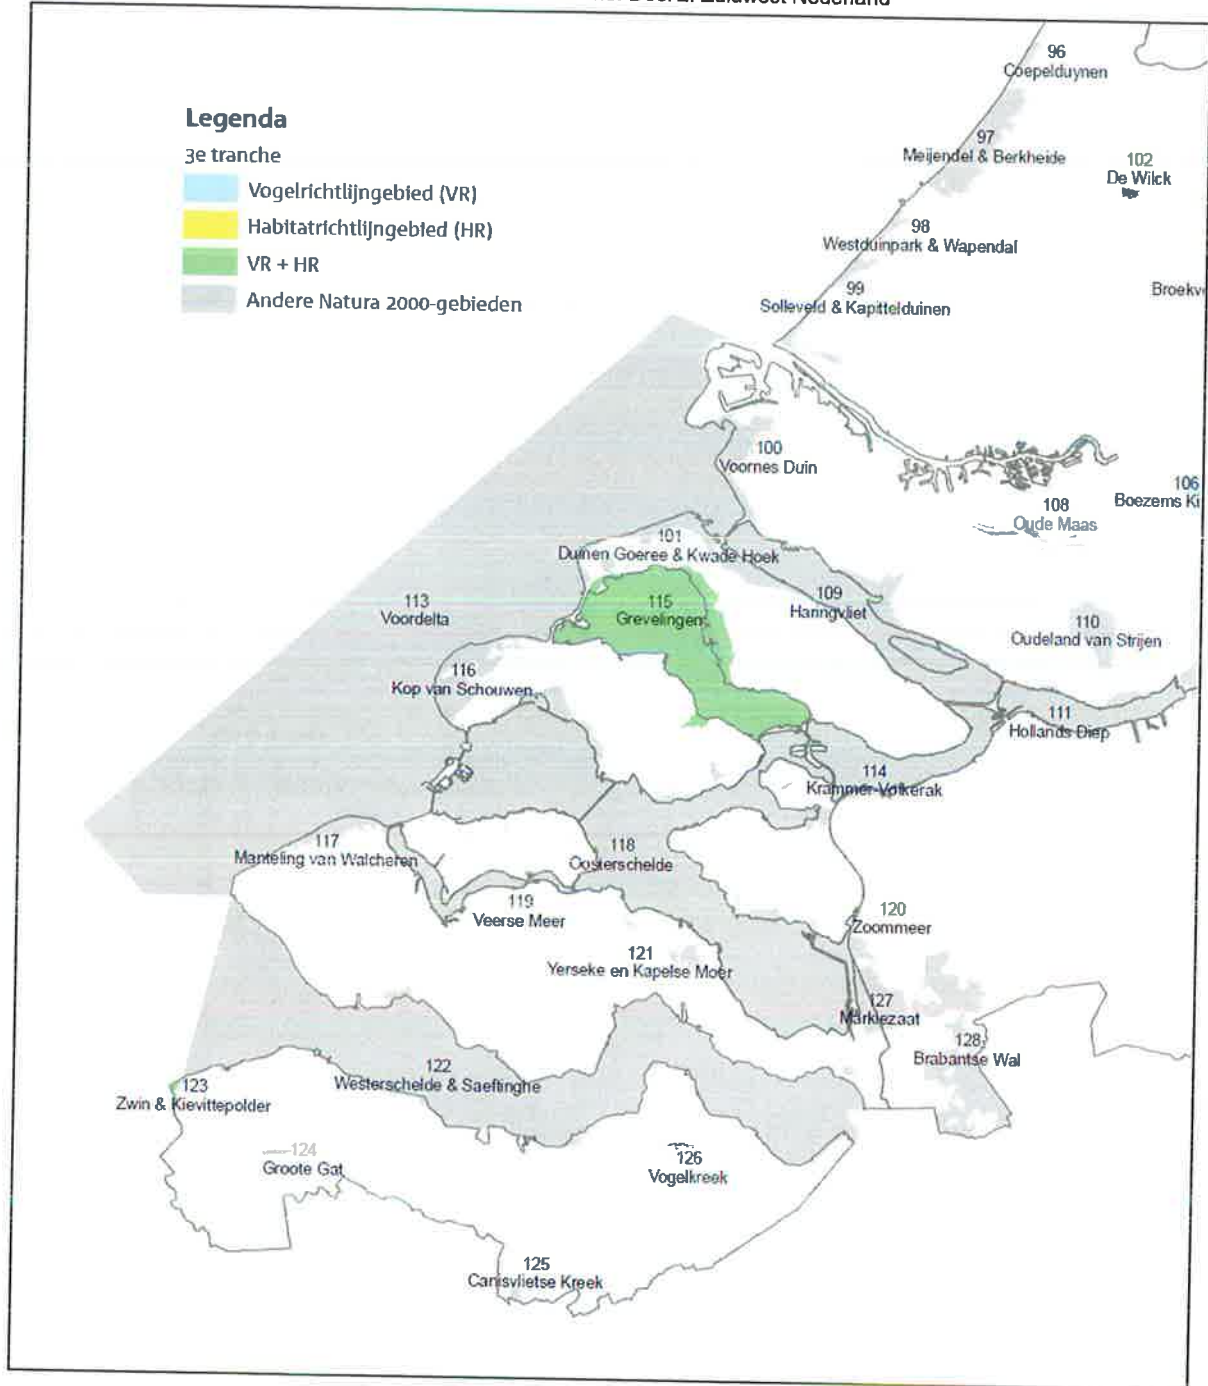 Zuidwest Nederland
96
Coepelduynen
Legenda
3e tranche
Vogelrichtlijngebied (VR)
Habitatrichtlijngebied (HR)
VR + HR
Andere Natura 2000-gebieden
97
Meijendel & Berkheide
102
De Wilck
98
Westduinpark & Wapendal
99
Solleveld & Kapittelduinen
100
Voornes Duin
106
Boezems Ki
108
Oude Maas
101
Duinen Goeree & Kwade Hoek
113
Voordelta
115
Grevelingen
109
Haringvliet
110
Oudeland van Strijen
116
Kop van Schouwen
111
Hollands Diep
114
Krammer-Volkerak
117
Manteling van Walcheren
118
Oosterschelde
119
Veerse Meer
120
Zoommeer
121
Yerseke en Kapelse Moer
127
Markiezaat
128
Brabantse Wal
122
Westerschelde & Saeftinghe
123
Zwin & Kievittepolder
124
Groote Gat
126
Vogelkreek
125
Canisvlietse Kreek